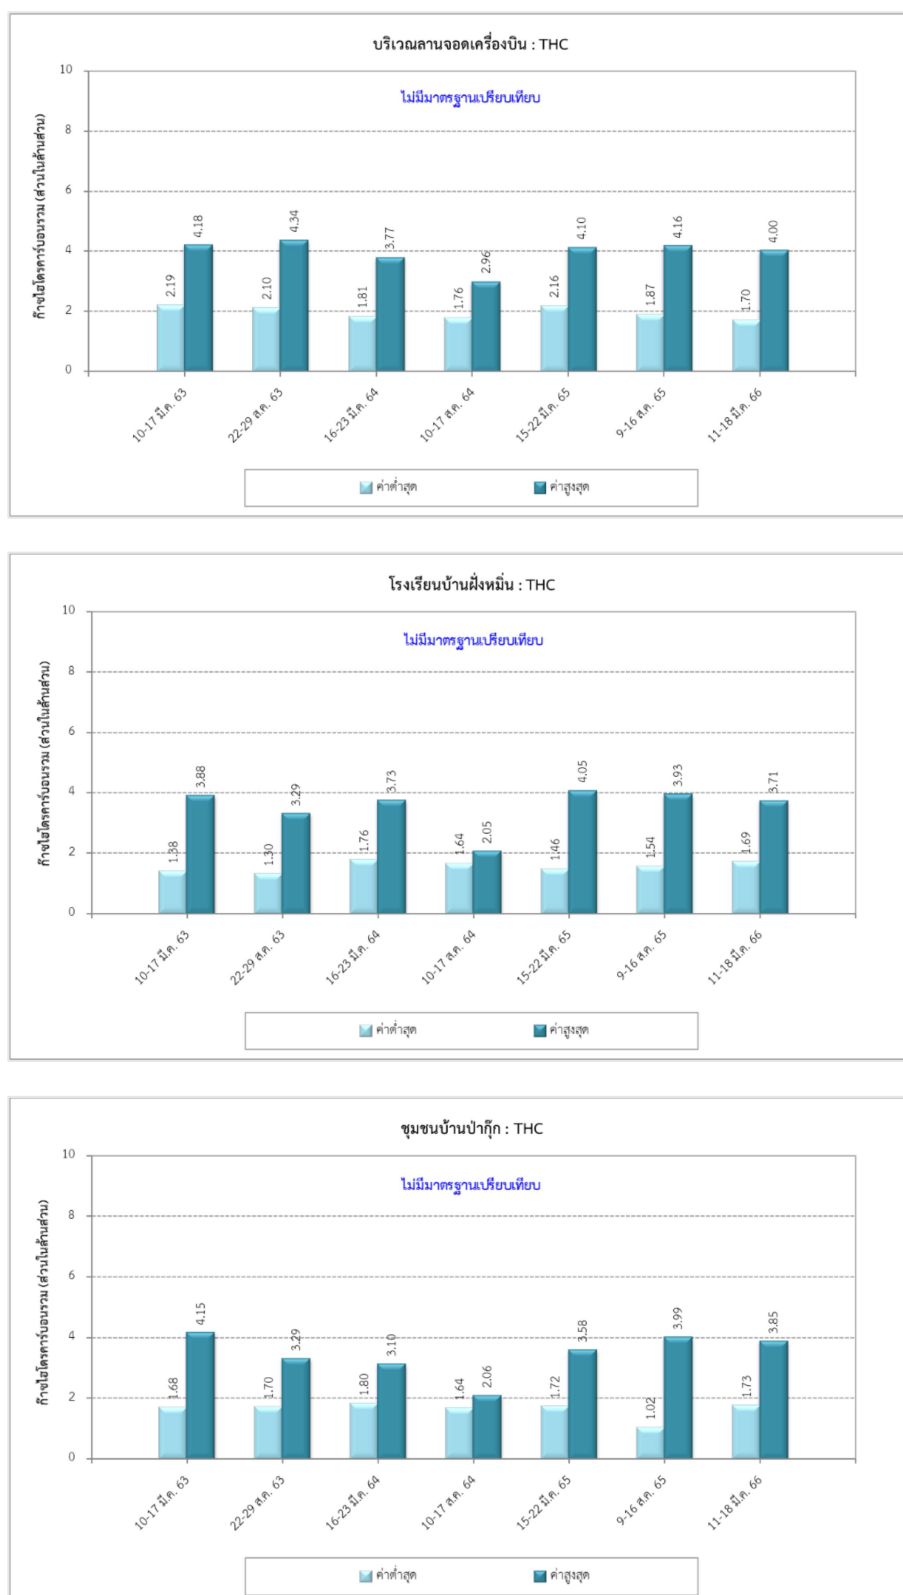 บริเวณลานจอดเครื่องบิน : THC
ไม่มีมาตรฐานเปรียบเทียบ
ก๊าซไฮโดรคาร์บอนรวม (ส่วนในล้านส่วน)
10
8
6
4
2
0
2.19 4.18 2.10 4.34 1.81 3.77 1.76 2.96 2.16 4.10 1.87 4.16 1.70 4.00
10-17 มี.ค. 63 22-29 ส.ค. 63 16-23 มี.ค. 64 10-17 ส.ค. 64 15-22 มี.ค. 65 9-16 ส.ค. 65 11-18 มี.ค. 66
ค่าต่ำสุด ค่าสูงสุด
โรงเรียนบ้านฝั่งหมิ่น : THC
ไม่มีมาตรฐานเปรียบเทียบ
ก๊าซไฮโดรคาร์บอนรวม (ส่วนในล้านส่วน)
10
8
6
4
2
0
1.38 3.88 1.30 3.29 1.76 3.73 1.64 2.05 1.46 4.05 1.54 3.93 1.69 3.71
10-17 มี.ค. 63 22-29 ส.ค. 63 16-23 มี.ค. 64 10-17 ส.ค. 64 15-22 มี.ค. 65 9-16 ส.ค. 65 11-18 มี.ค. 66
ค่าต่ำสุด ค่าสูงสุด
ชุมชนบ้านป่ากุ๊ก : THC
ไม่มีมาตรฐานเปรียบเทียบ
ก๊าซไฮโดรคาร์บอนรวม (ส่วนในล้านส่วน)
10
8
6
4
2
0
1.68 4.15 1.70 3.29 1.80 3.10 1.64 2.06 1.72 3.58 1.02 3.99 1.73 3.85
10-17 มี.ค. 63 22-29 ส.ค. 63 16-23 มี.ค. 64 10-17 ส.ค. 64 15-22 มี.ค. 65 9-16 ส.ค. 65 11-18 มี.ค. 66
ค่าต่ำสุด ค่าสูงสุด